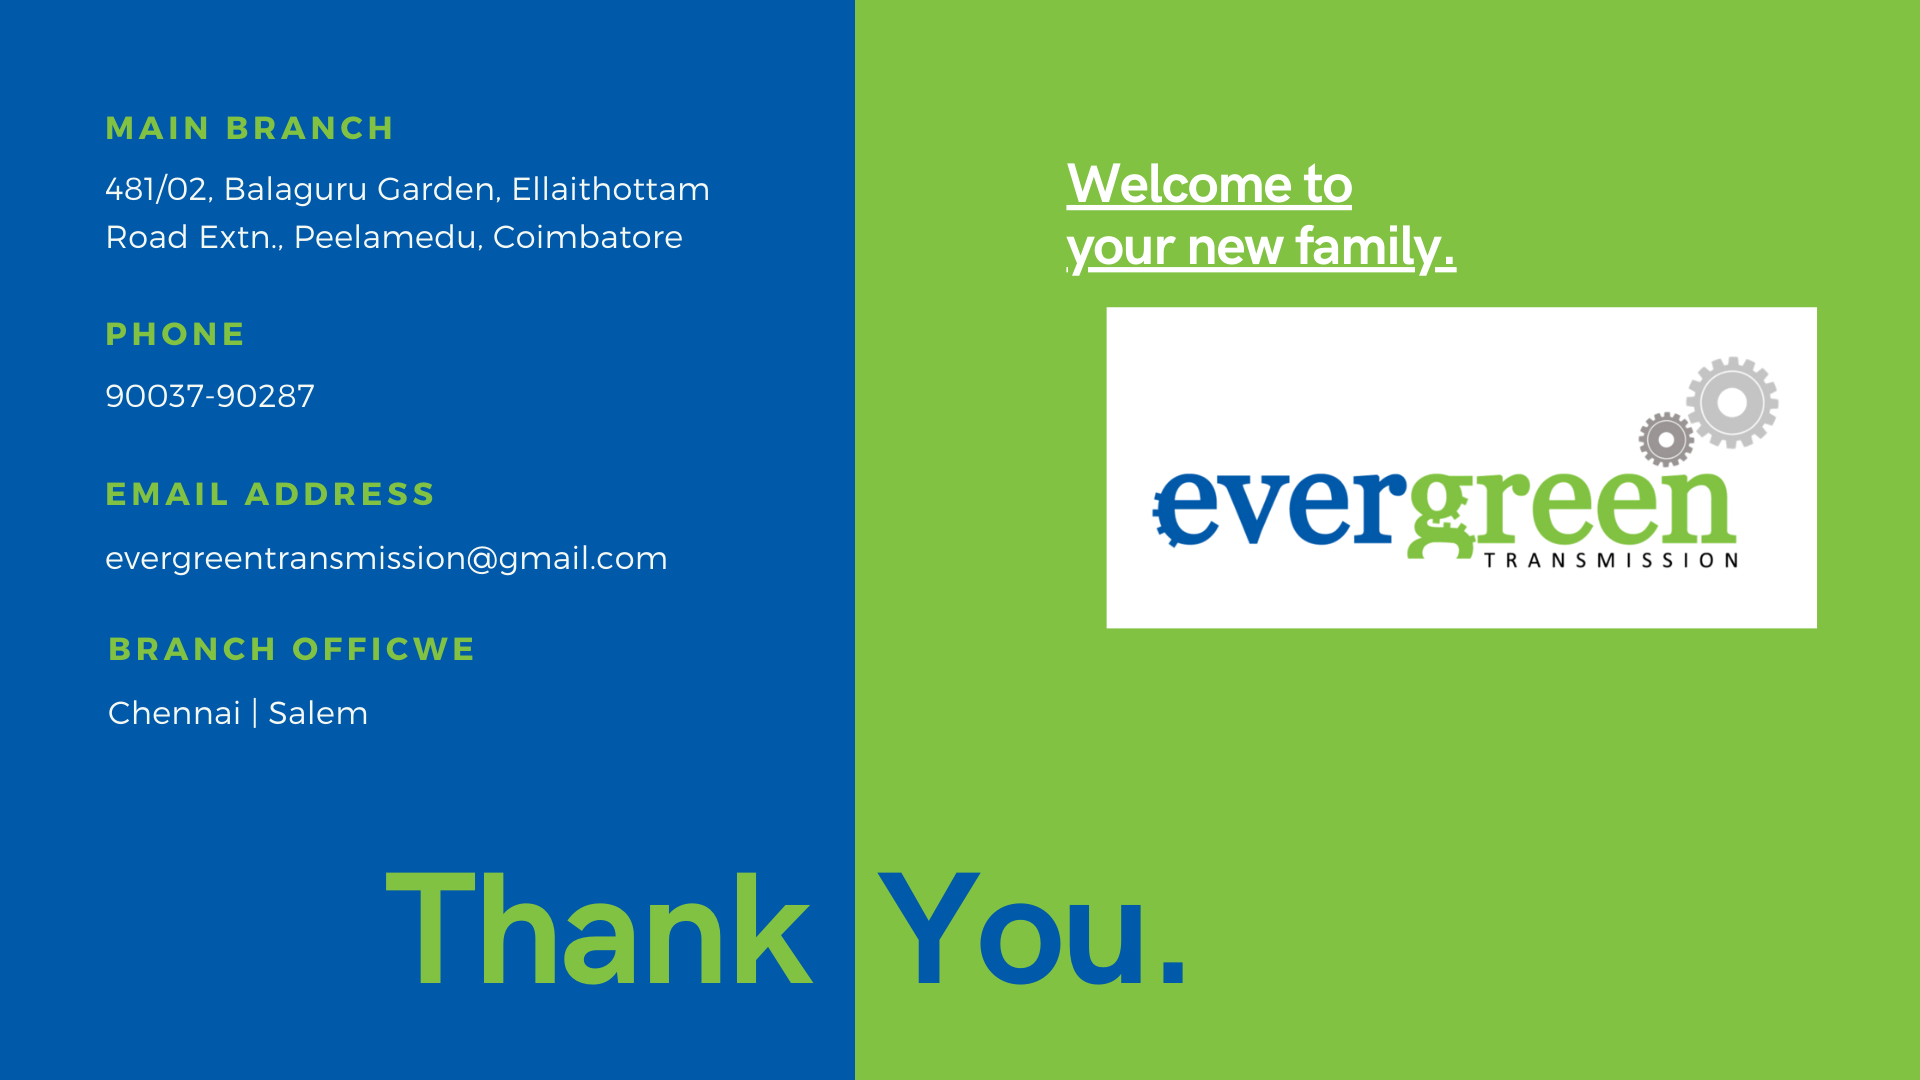 MAIN BRANCH
481/02, Balaguru Garden, Ellaithottam
Road Extn., Peelamedu, Coimbatore
PHONE
90037-90287
EMAIL ADDRESS
evergreentransmission@gmail.com
BRANCH OFFICWE
Chennai | Salem
Welcome to
your new family.
evergreen
TRANSMISSION
Thank You.